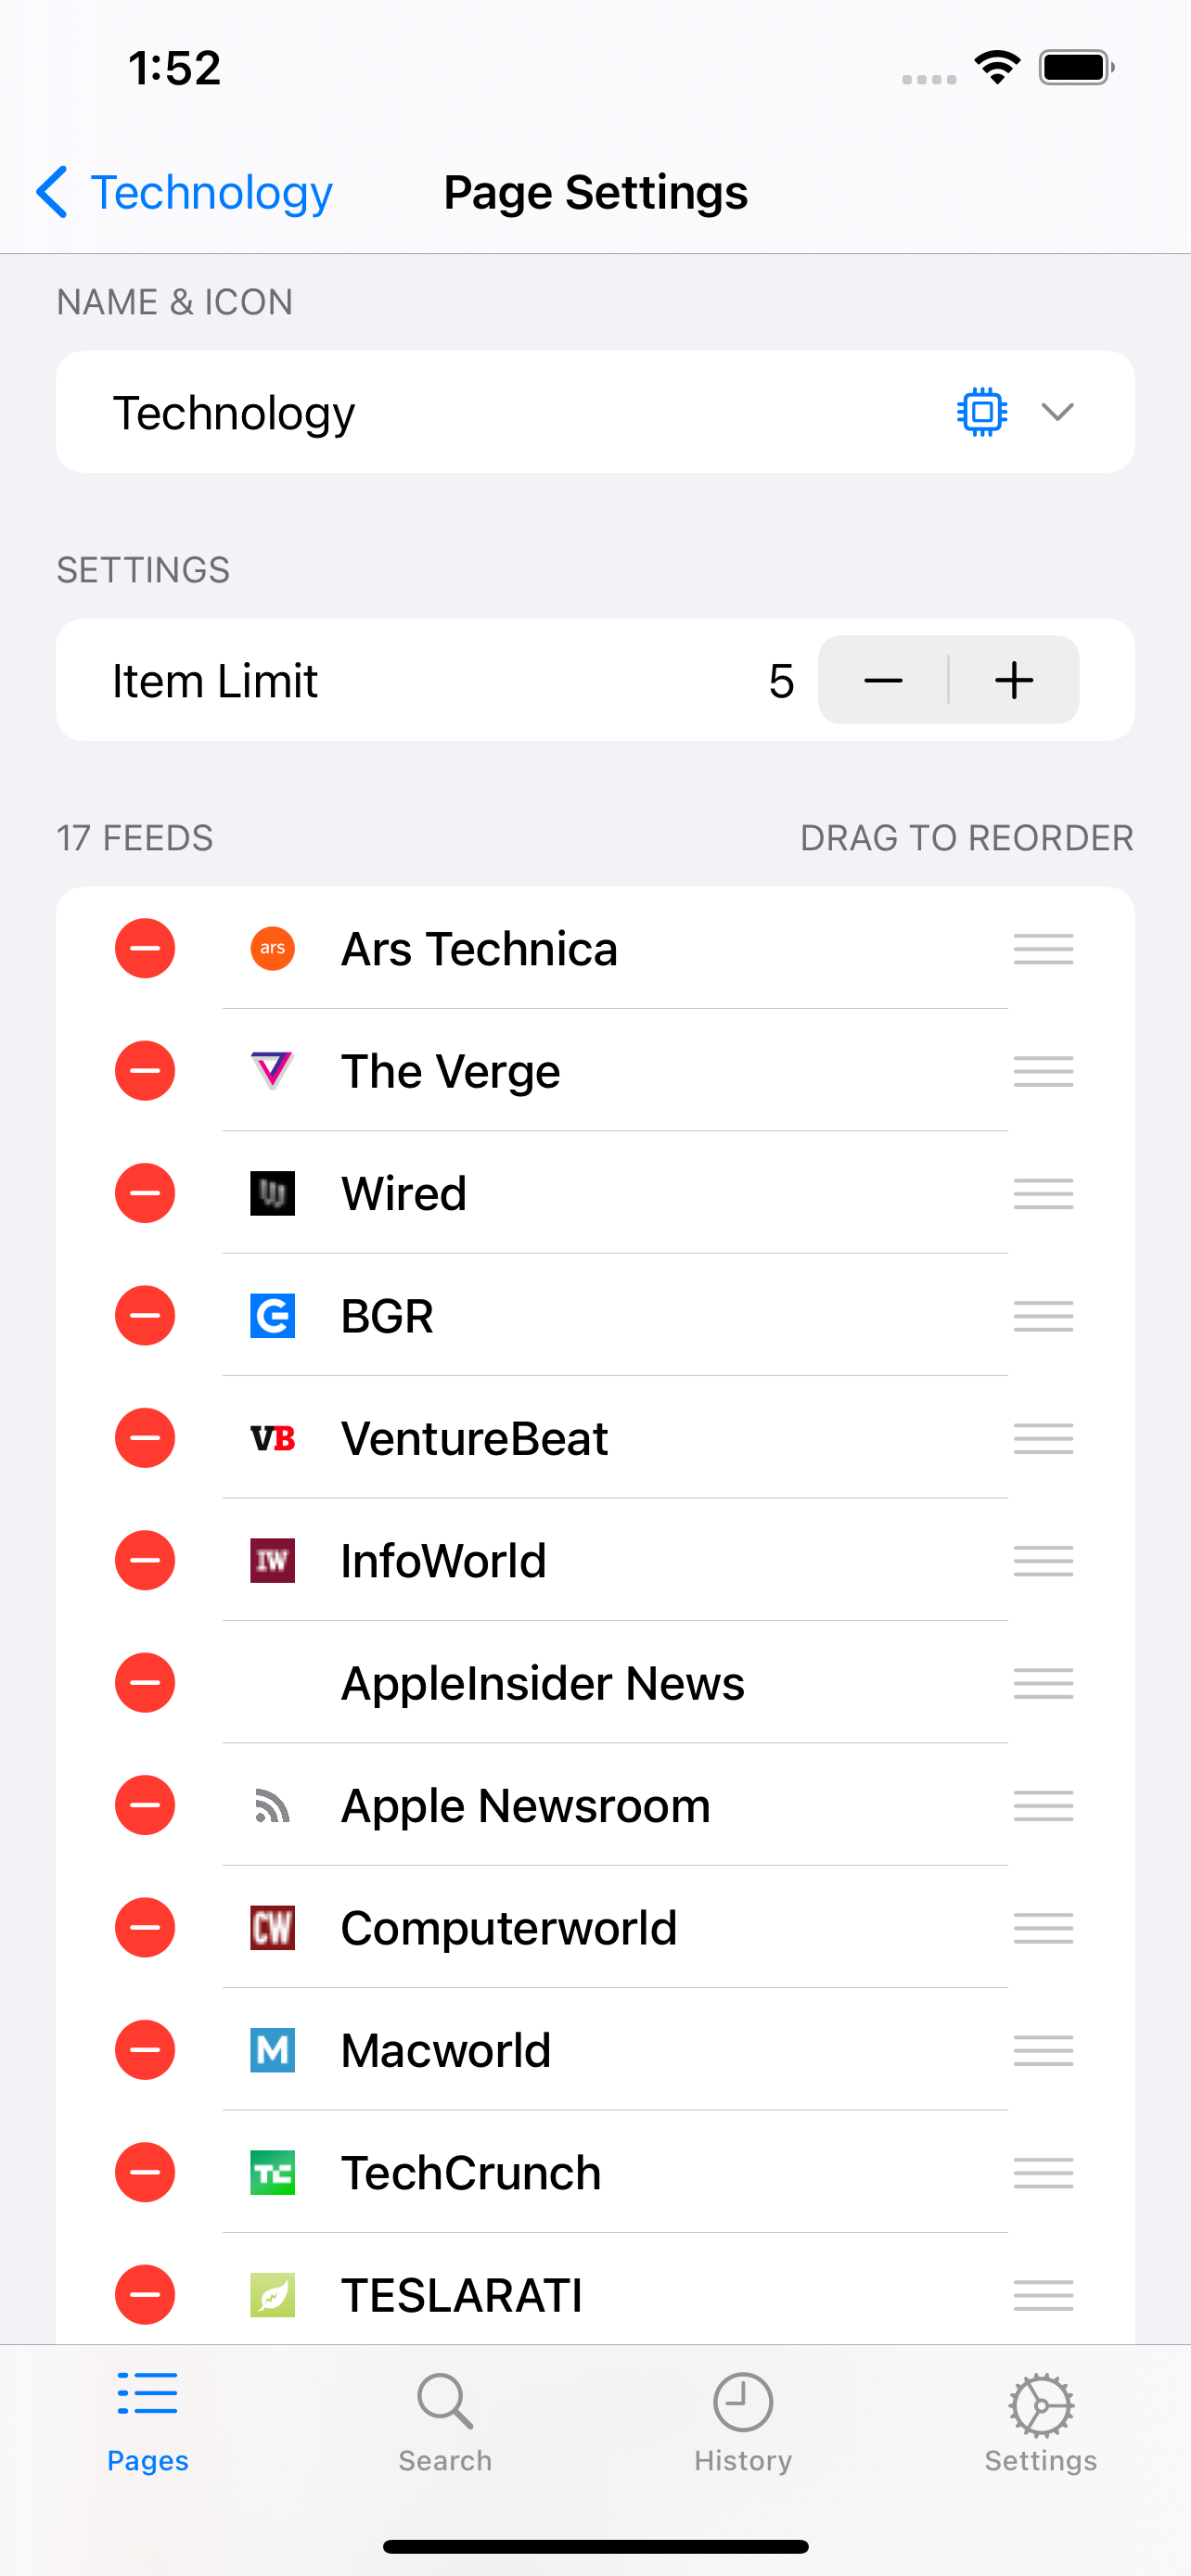 1:52
Technology
Page Settings
NAME & ICON
Technology
SETTINGS
Item Limit 5
17 FEEDS DRAG TO REORDER
ars Ars Technica
The Verge
W Wired
BGR
VB VentureBeat
IW InfoWorld
AppleInsider News
Apple Newsroom
CW Computerworld
M Macworld
TC TechCrunch
TESLARATI
Pages Search History Settings